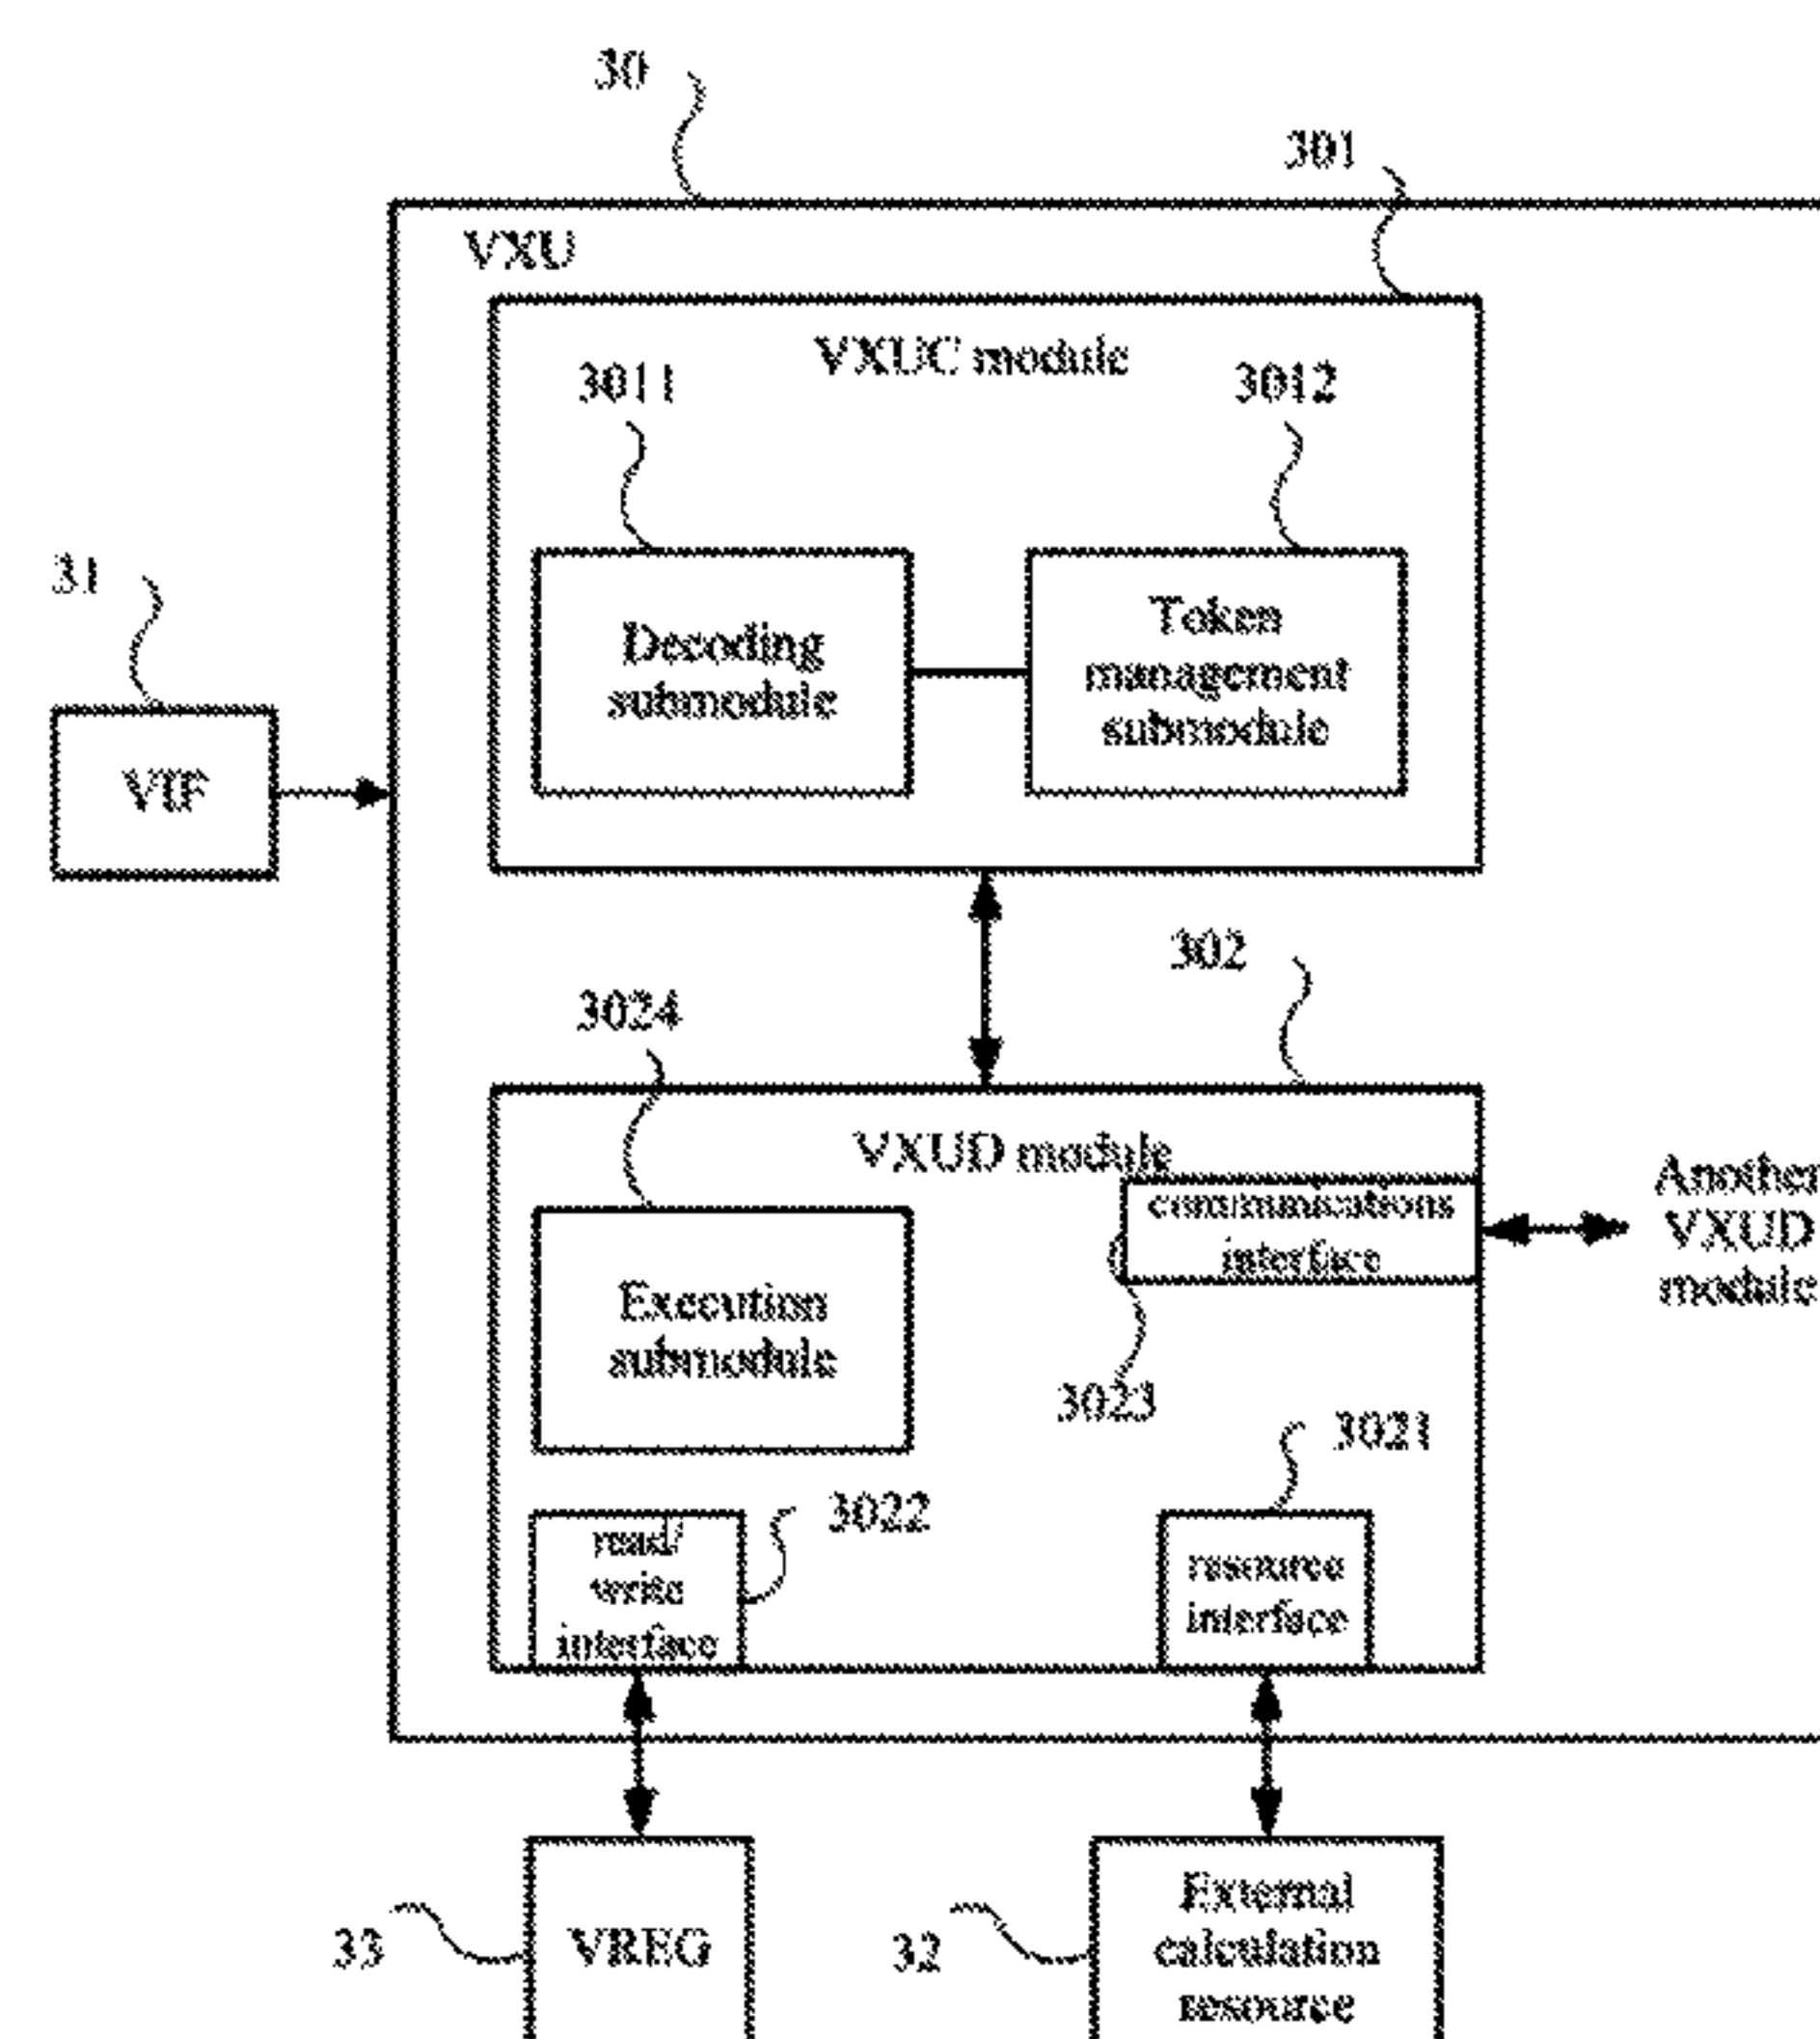 30
301
VXU
VXUC module
3011
3012
31
Decoding
submodule
Token
management
submodule
VIF
302
3024
VXUD module
communications
interface
Another
VXUD
module
Execution
submodule
3023
3021
3022
read/
write
interface
resource
interface
33
VREG
32
External
calculation
resource